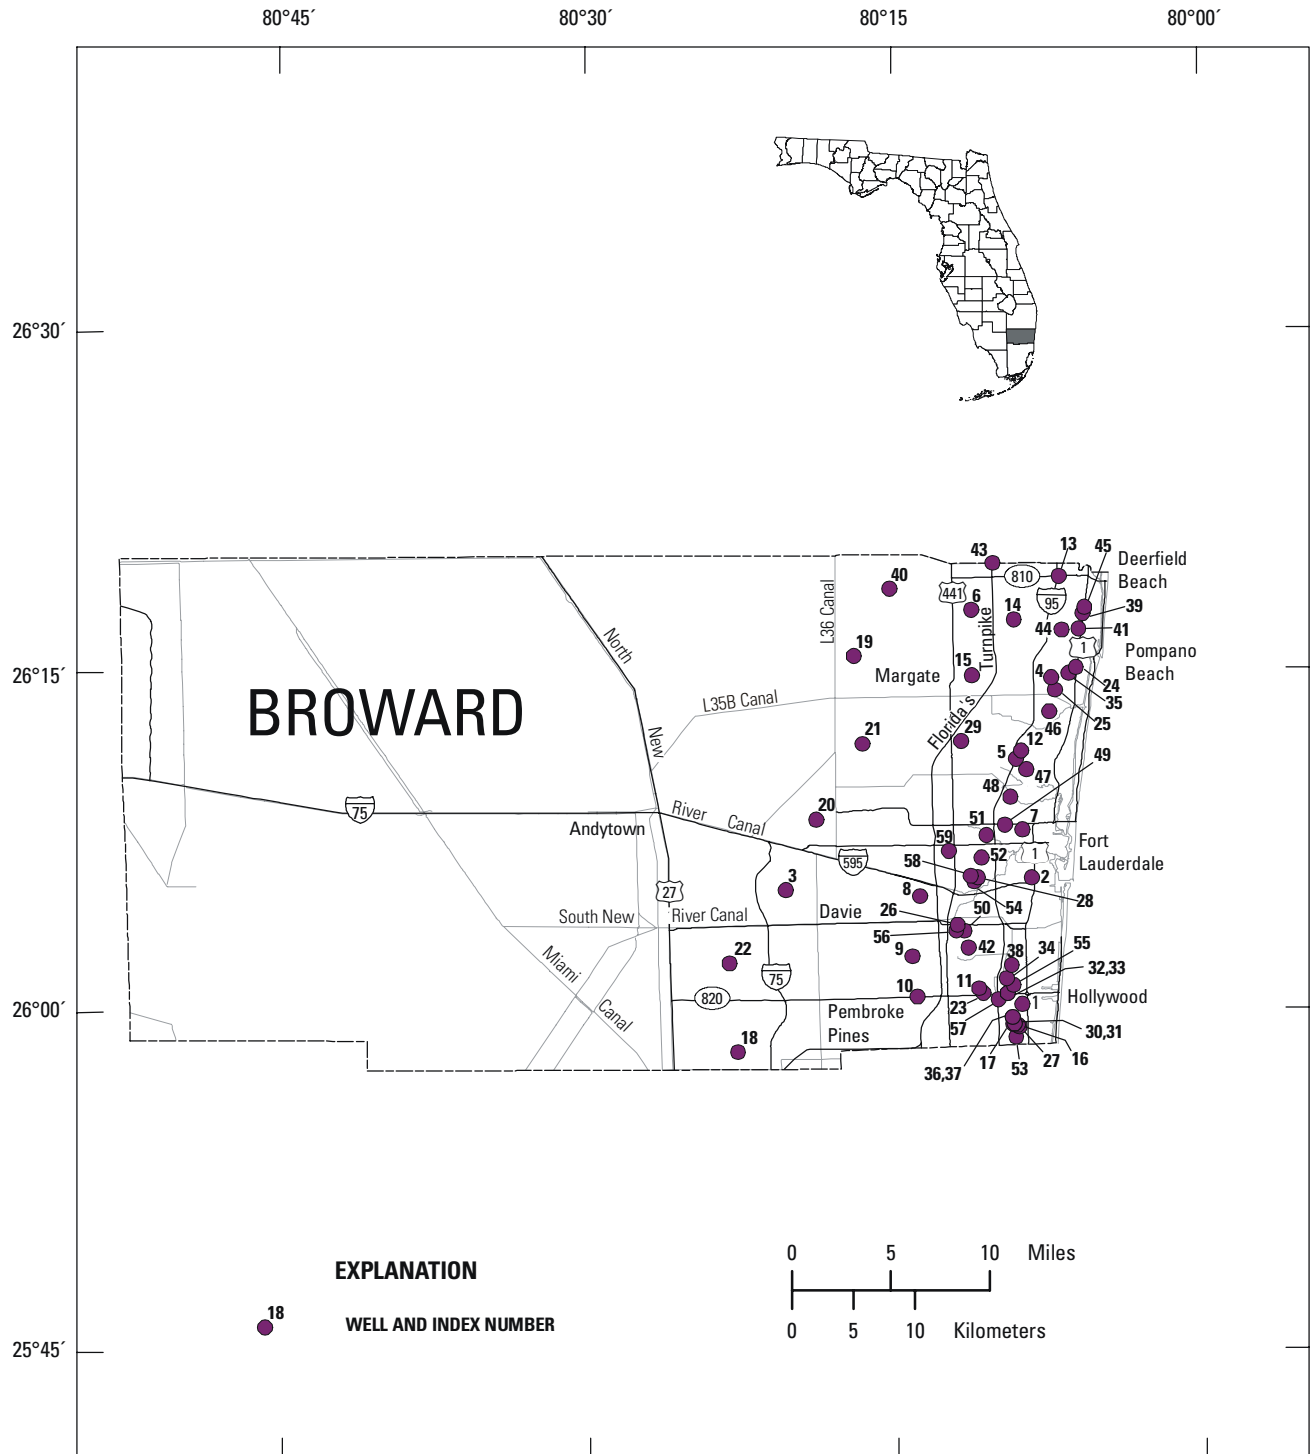 80°45´ 80°30´ 80°15´ 80°00´
26°30´
43
13
45
Deerfield
Beach
810
40
441
6
14
95
39
44
41
L36 Canal
Turnpike
1
Pompano
Beach
North
19
26°15´
Margate
15
4
24
35
25
BROWARD
L35B Canal
46
Florida's
29
21
New
5
12
49
47
48
75
River Canal
20
Andytown
51
7
59
52
1
Fort
Lauderdale
595
58
3
27
8
2
28
54
South New River Canal
Davie
26
50
56
42
34
55
38
22
9
32,33
Miami Canal
75
11
10
820
23
Hollywood
26°00´
Pembroke
Pines
57
1
30,31
18
36,37
17
53
27
16
0 5 10 Miles
EXPLANATION
18
WELL AND INDEX NUMBER
0 5 10 Kilometers
25°45´